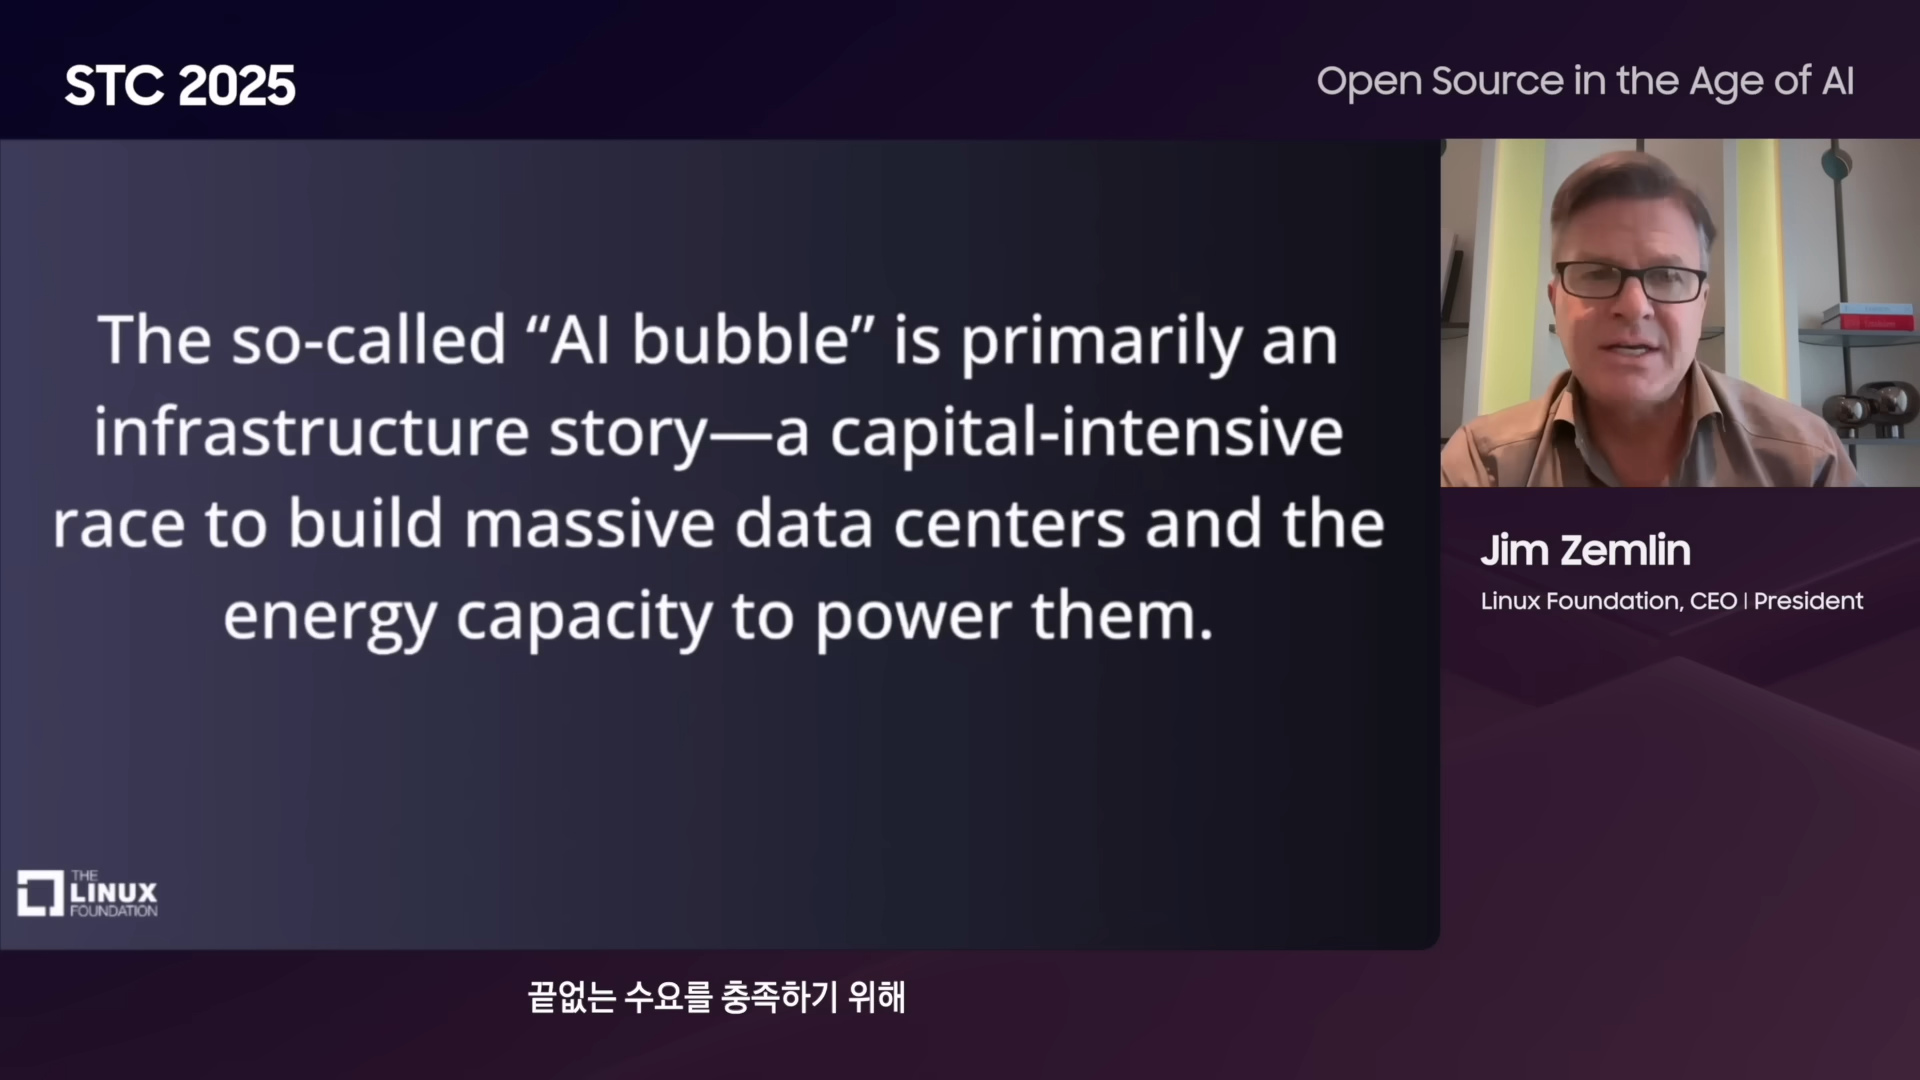 STC 2025
Open Source in the Age of AI
The so-called “AI bubble” is primarily an
infrastructure story—a capital-intensive
race to build massive data centers and the
energy capacity to power them.
THE
LINUX
FOUNDATION
Jim Zemlin
Linux Foundation, CEO | President
끝없는 수요를 충족하기 위해